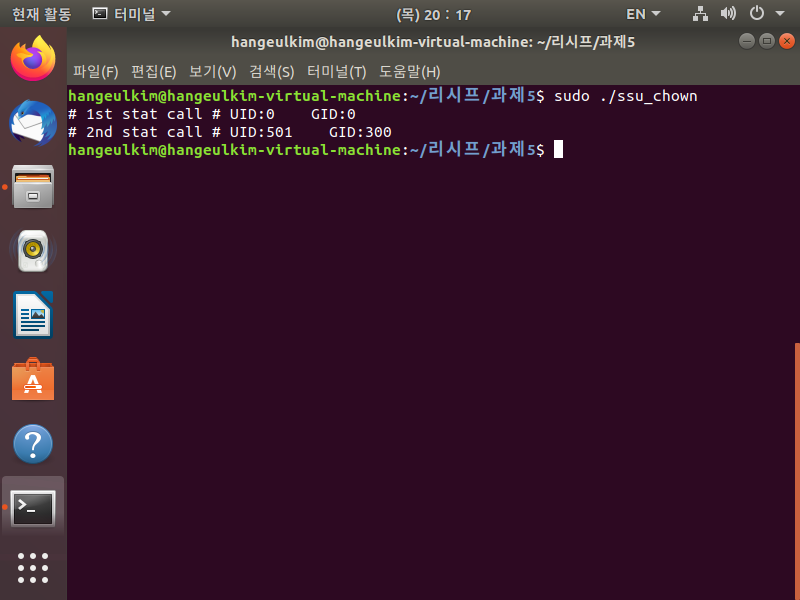 현재 활동 터미널 (목) 20 : 17 EN
hangeulkim@hangeulkim-virtual-machine: ~/리시프/과제5
파일(F) 편집(E) 보기(V) 검색(S) 터미널(T) 도움말(H)
hangeulkim@hangeulkim-virtual-machine:~/리시프/과제5$ sudo ./ssu_chown
# 1st stat call # UID:0    GID:0
# 2nd stat call # UID:501    GID:300
hangeulkim@hangeulkim-virtual-machine:~/리시프/과제5$